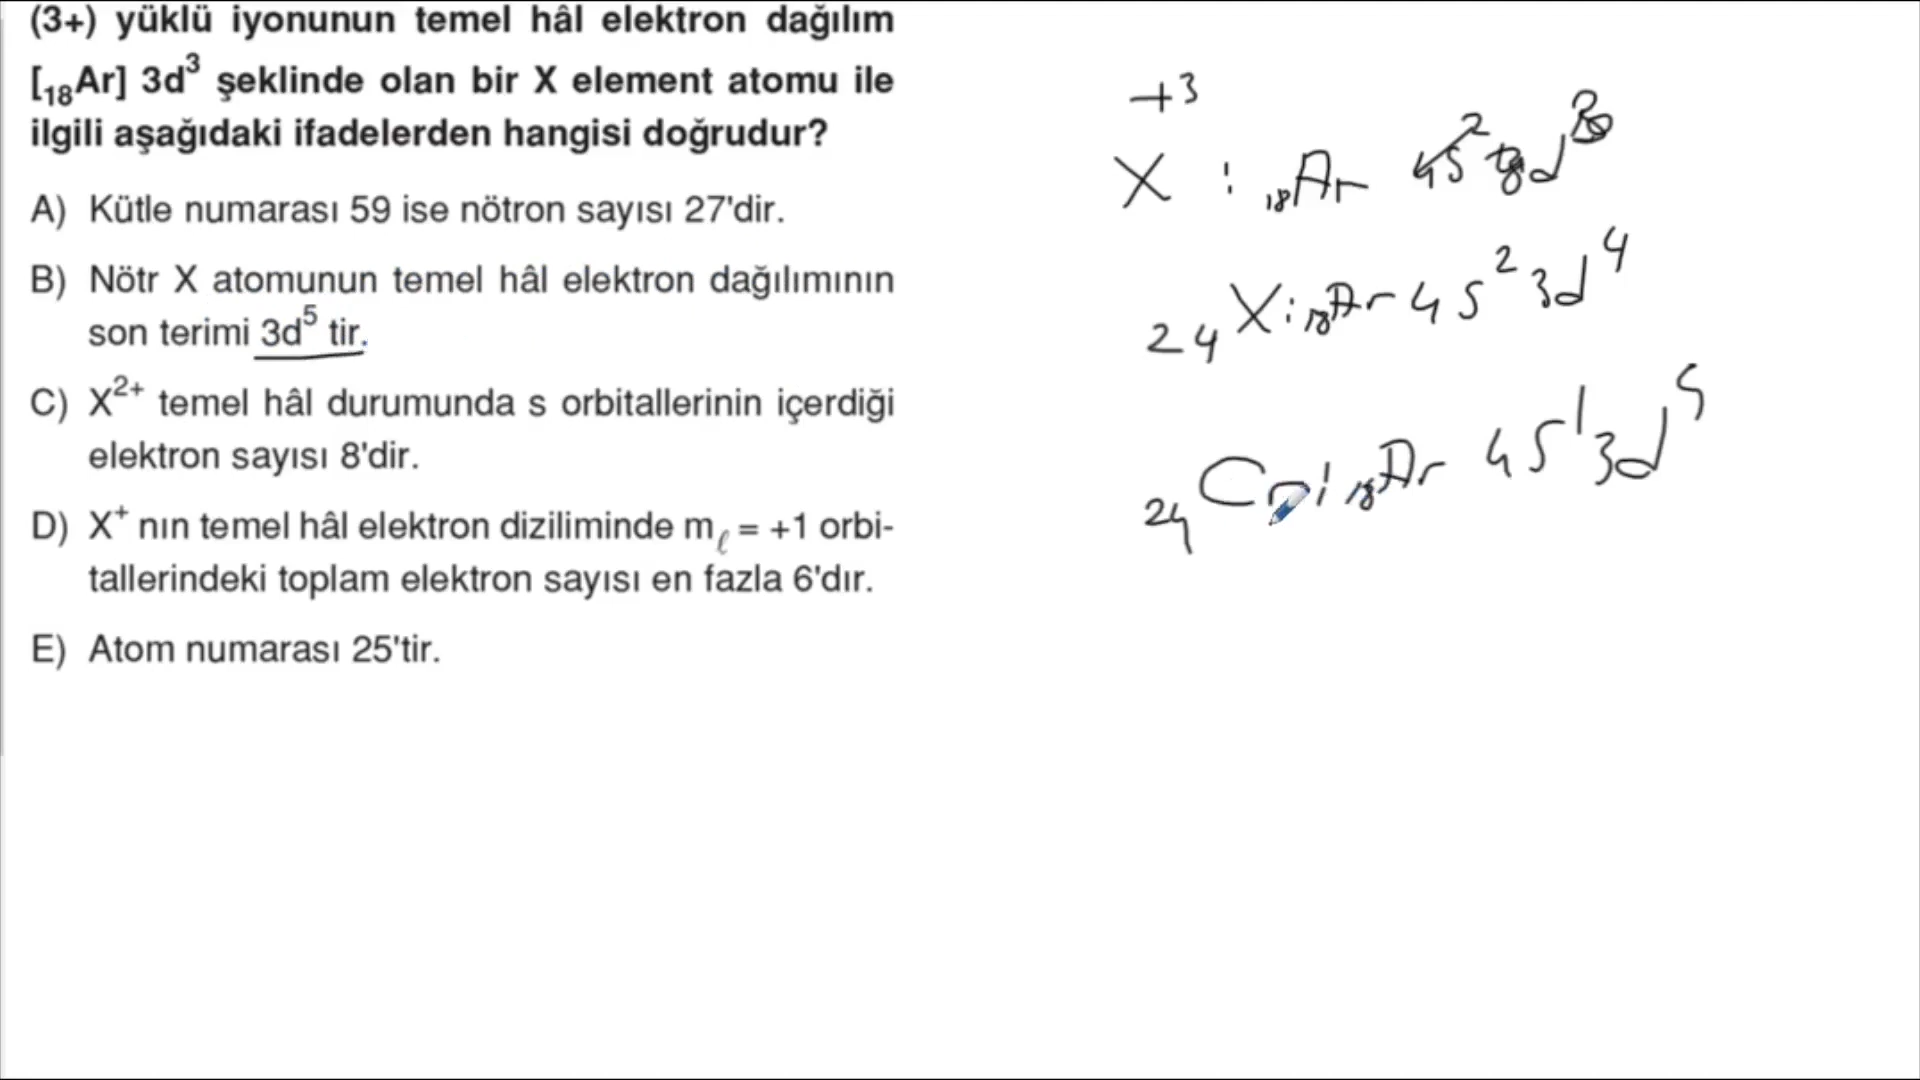 (3+) yüklü iyonunun temel hâl elektron dağılım
[₁₈Ar] 3d³ şeklinde olan bir X element atomu ile
ilgili aşağıdaki ifadelerden hangisi doğrudur?
A) Kütle numarası 59 ise nötron sayısı 27'dir.
B) Nötr X atomunun temel hâl elektron dağılımının
son terimi 3d⁵ tir.
C) X²⁺ temel hâl durumunda s orbitallerinin içerdiği
elektron sayısı 8'dir.
D) X⁺ nın temel hâl elektron diziliminde mℓ = +1 orbi-
tallerindeki toplam elektron sayısı en fazla 6'dır.
E) Atom numarası 25'tir.
+3
X : ₁₈Ar 4s² d
₂₄X : ₁₈Ar 4s² 3d⁴
₂₄Cr : ₁₈Ar 4s¹ 3d⁵